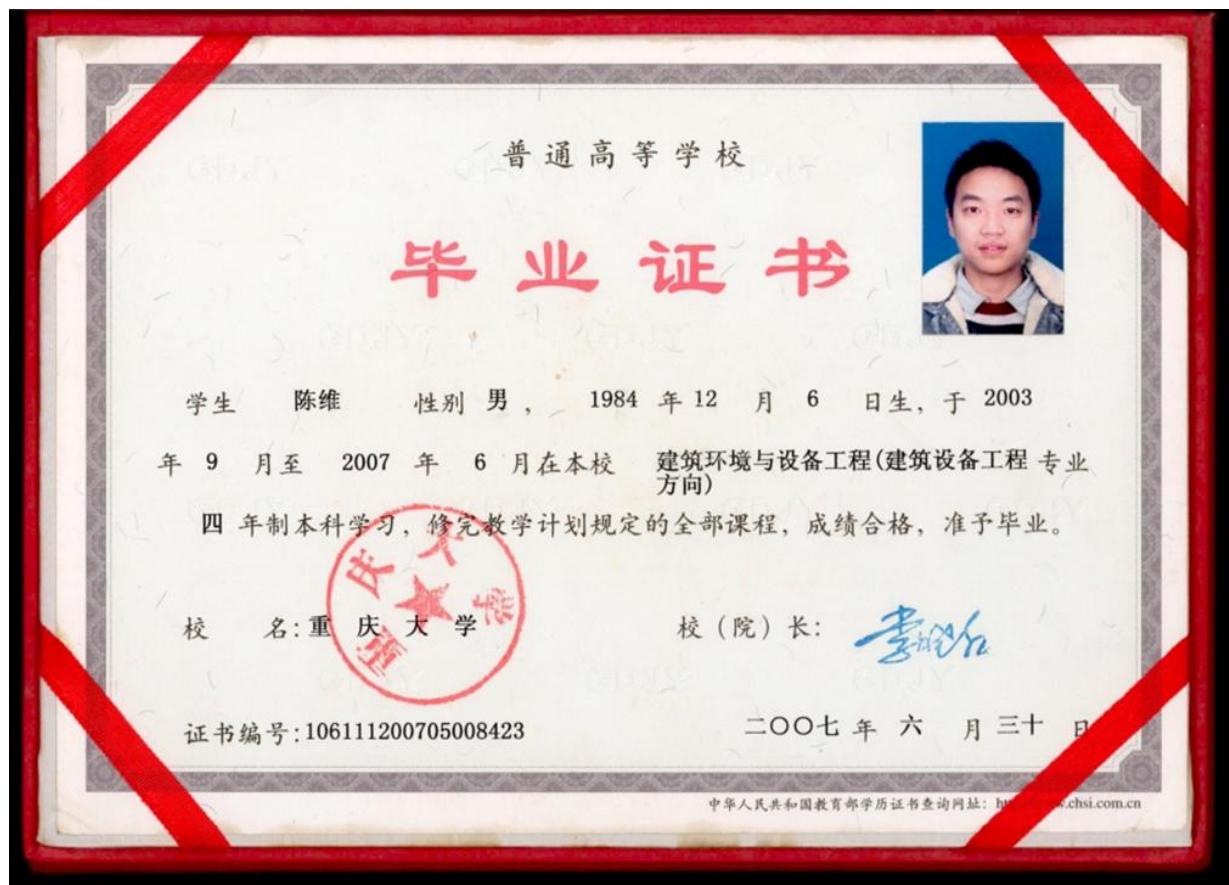 普通高等学校
毕业证书
学生 陈维 性别 男 ， 1984 年 12 月 6 日生，于 2003
年 9 月至 2007 年 6 月在本校 建筑环境与设备工程(建筑设备工程 专业
方向)
四 年制本科学习，修完教学计划规定的全部课程，成绩合格，准予毕业。
重庆大学
校 名：重庆大学 校（院）长：
证书编号：106111200705008423 二〇〇七 年 六 月 三十 日
中华人民共和国教育部学历证书查询网址： .chsi.com.cn